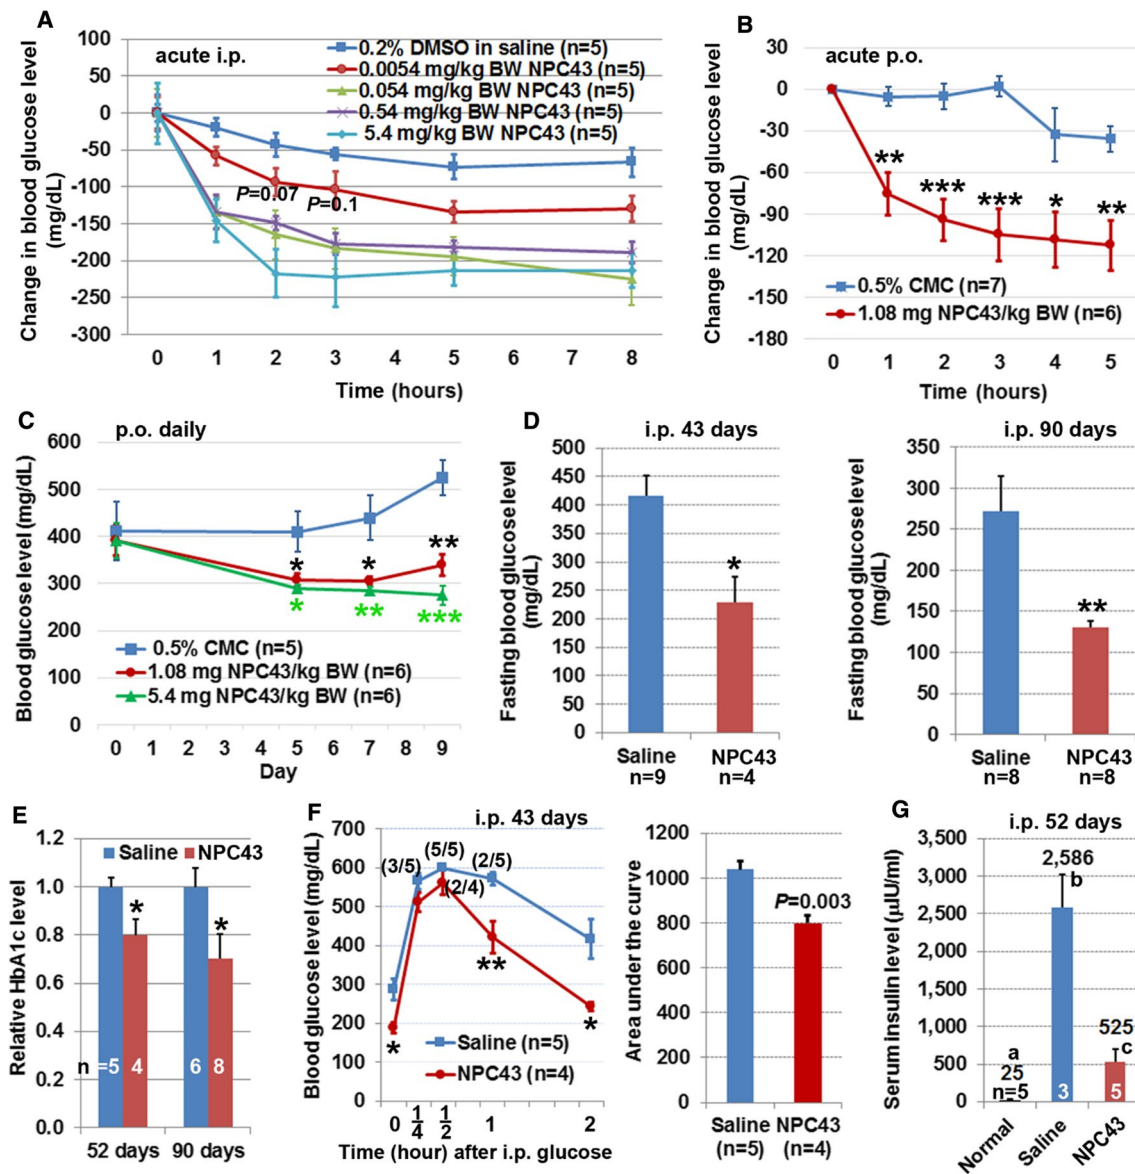 A
acute i.p.
0.2% DMSO in saline (n=5)
0.0054 mg/kg BW NPC43 (n=5)
0.054 mg/kg BW NPC43 (n=5)
0.54 mg/kg BW NPC43 (n=5)
5.4 mg/kg BW NPC43 (n=5)
Change in blood glucose level
(mg/dL)
100
50
0
-50
-100
-150
-200
-250
-300
P=0.07
P=0.1
0 1 2 3 4 5 6 7 8
Time (hours)
B
acute p.o.
Change in blood glucose level
(mg/dL)
30
0
-30
-60
-90
-120
-150
-180
** *** *** * **
0.5% CMC (n=7)
1.08 mg NPC43/kg BW (n=6)
0 1 2 3 4 5
Time (hours)
C
p.o. daily
Blood glucose level (mg/dL)
600
500
400
300
200
100
0
* * **
* ** ***
0.5% CMC (n=5)
1.08 mg NPC43/kg BW (n=6)
5.4 mg NPC43/kg BW (n=6)
0 1 2 3 4 5 7 8 9
Day
D
i.p. 43 days
Fasting blood glucose level
(mg/dL)
500
450
400
350
300
250
200
150
100
50
0
*
Saline NPC43
n=9 n=4
i.p. 90 days
Fasting blood glucose level
(mg/dL)
350
300
250
200
150
100
50
0
**
Saline NPC43
n=8 n=8
E
Relative HbA1c level
1.2
1.0
0.8
0.6
0.4
0.2
0.0
Saline NPC43
* *
n =5 4 6 8
52 days 90 days
F
i.p. 43 days
Blood glucose level (mg/dL)
700
600
500
400
300
200
100
0
(3/5) (5/5) (2/5)
(2/4)
* ** *
Saline (n=5)
NPC43 (n=4)
0 1/4 1/2 1 2
Time (hour) after i.p. glucose
Area under the curve
1200
1000
800
600
400
200
0
P=0.003
Saline NPC43
(n=5) (n=4)
G
i.p. 52 days
Serum insulin level (µU/ml)
3,500
3,000
2,500
2,000
1,500
1,000
500
0
2,586
b
525
c
a
25
n=5
3 5
Normal Saline NPC43